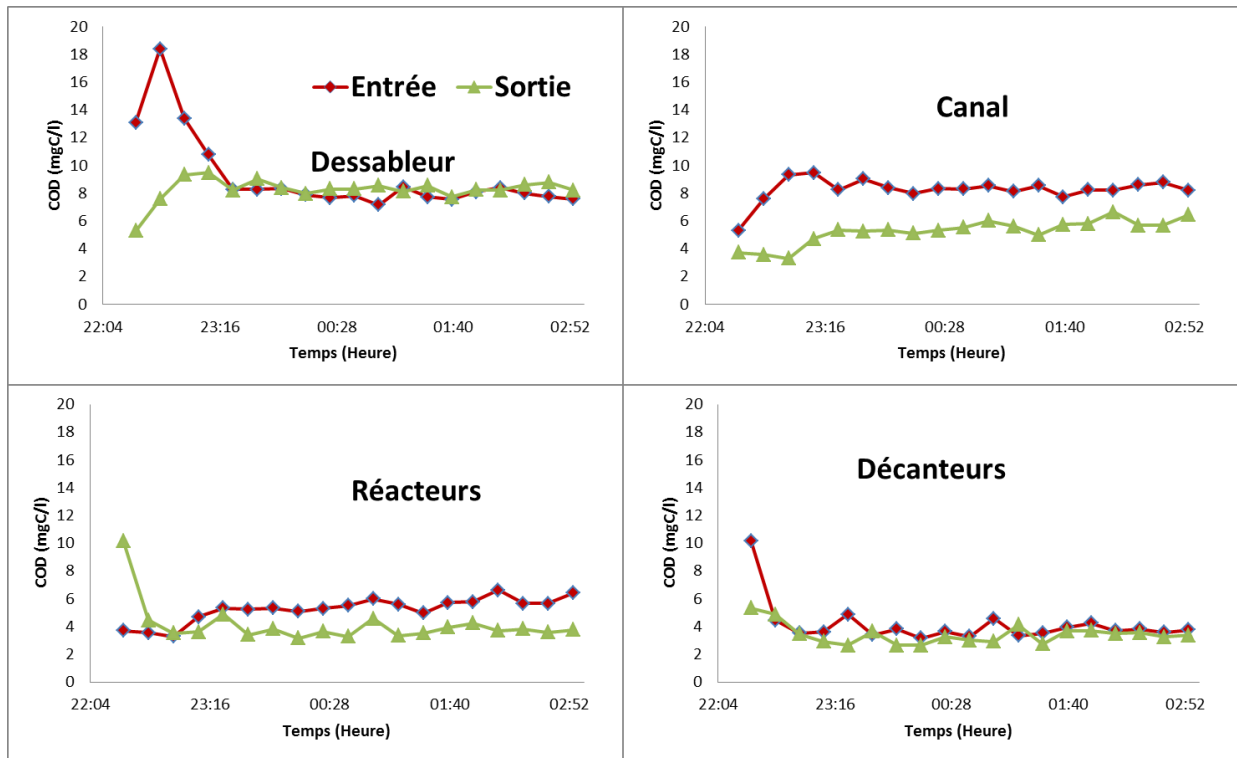 20
18
16
14
12
10
8
6
4
2
0
COD (mgC/l)
Entrée Sortie
Dessableur
22:04 23:16 00:28 01:40 02:52
Temps (Heure)
20
18
16
14
12
10
8
6
4
2
0
COD (mgC/l)
Canal
22:04 23:16 00:28 01:40 02:52
Temps (Heure)
20
18
16
14
12
10
8
6
4
2
0
COD (mgC/l)
Réacteurs
22:04 23:16 00:28 01:40 02:52
Temps (Heure)
20
18
16
14
12
10
8
6
4
2
0
COD (mgC/l)
Décanteurs
22:04 23:16 00:28 01:40 02:52
Temps (Heure)